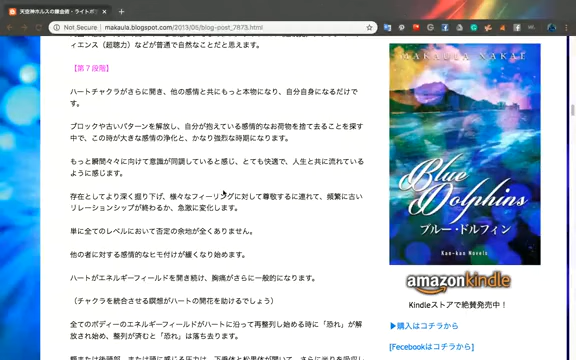 天空神ホルスの錬金術・ライトボ
Not Secure | makaula.blogspot.com/2013/05/blog-post_7873.html
ィエンス（超聴力）などが普通で自然なことだと思えます。
【第７段階】
ハートチャクラがさらに開き、他の感情と共にもっと本物になり、自分自身になるだけで
す。
ブロックや古いパターンを解放し、自分が抱えている感情的なお荷物を捨て去ることを探す
中で、この時が大きな感情の浄化と、かなり強烈な時期になります。
もっと瞬間々々に向けて意識が同調していると感じ、とても快適で、人生と共に流れている
ように感じます。
存在としてより深く掘り下げ、様々なフィーリングに対して尊敬するに連れて、頻繁に古い
リレーションシップが終わるか、急激に変化します。
単に全てのレベルにおいて否定の余地が全くありません。
他の者に対する感情的なヒモ付けが緩くなり始めます。
ハートがエネルギーフィールドを開き続け、胸痛がさらに一般的になります。
（チャクラを統合させる瞑想がハートの開花を助けるでしょう）
全てのボディーのエネルギーフィールドがハートに沿って再整列し始める時に「恐れ」が解
放され始め、整列が済むと「恐れ」は落ち去ります。
MAKAULA NAKAE
Blue Dolphins
ブルー・ドルフィン
Kan-kan Novels
amazonkindle
Kindleストアで絶賛発売中！
▶購入はコチラから
[Facebookはコチラから]